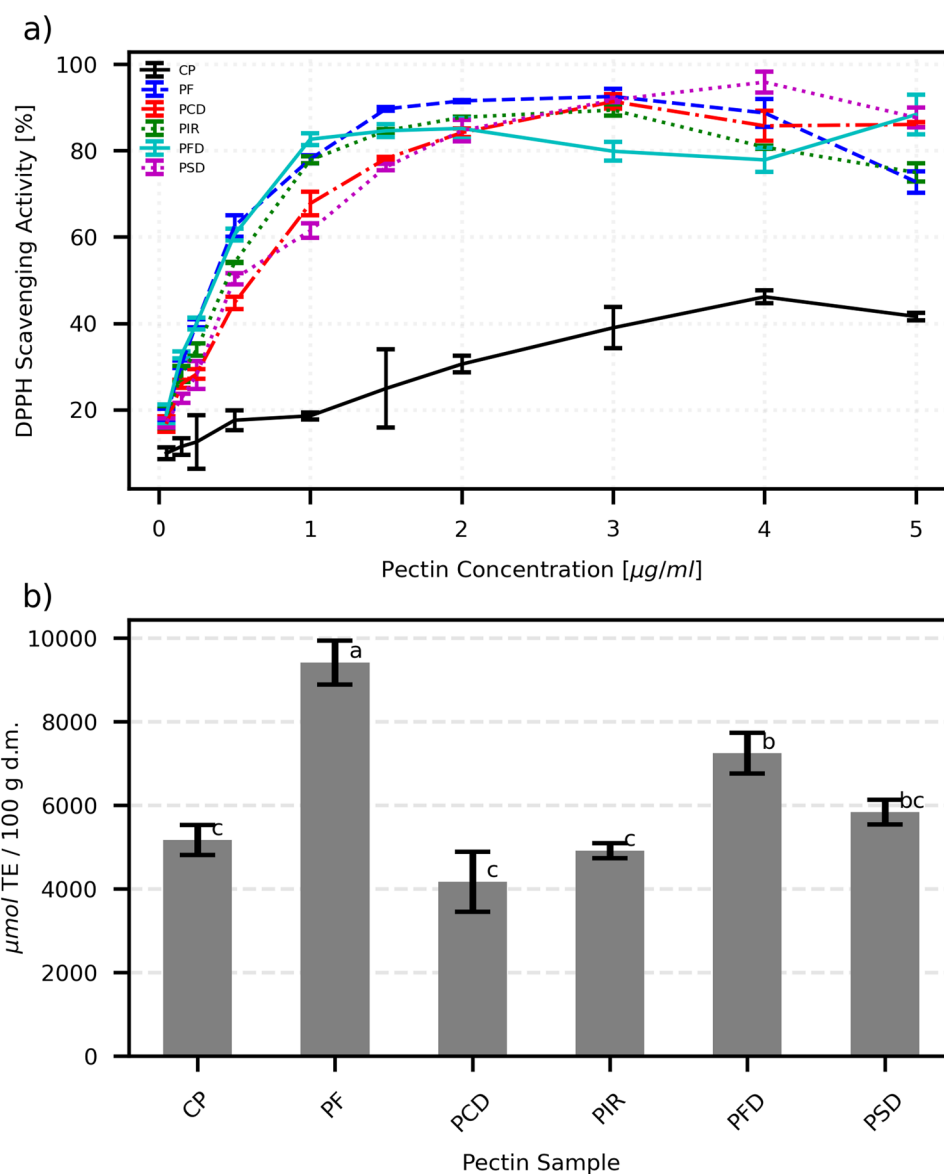 a)
DPPH Scavenging Activity [%]
100
80
60
40
20
CP
PF
PCD
PIR
PFD
PSD
0 1 2 3 4 5
Pectin Concentration [μg/ml]
b)
μmol TE / 100 g d.m.
10000
8000
6000
4000
2000
0
c a c c b bc
CP PF PCD PIR PFD PSD
Pectin Sample